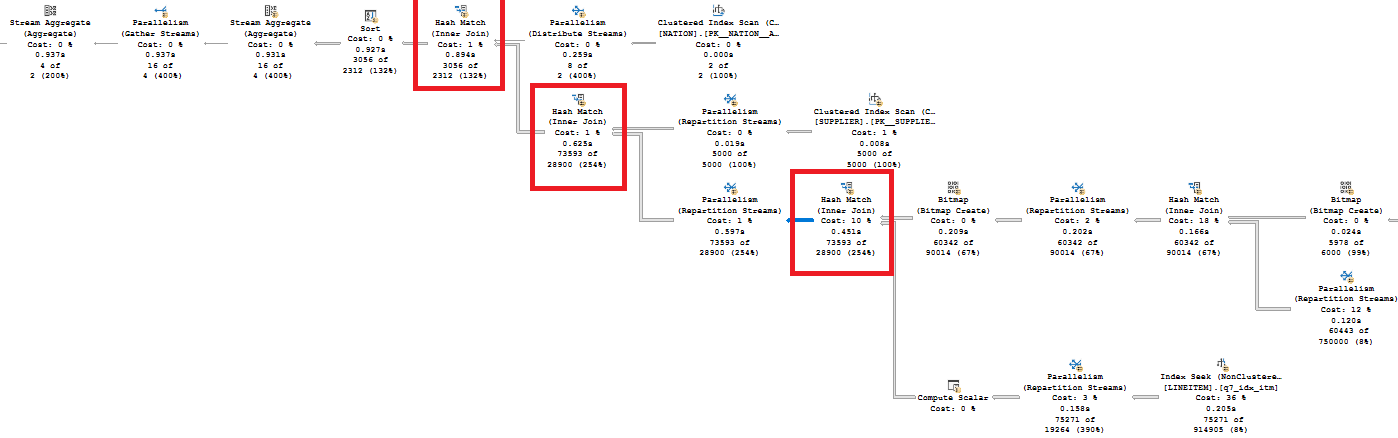 Stream Aggregate
(Aggregate)
Cost: 0 %
0.937s
4 of
2 (200%)
Parallelism
(Gather Streams)
Cost: 0 %
0.937s
16 of
4 (400%)
Stream Aggregate
(Aggregate)
Cost: 0 %
0.931s
16 of
4 (400%)
Sort
Cost: 0 %
0.927s
3056 of
2312 (132%)
Hash Match
(Inner Join)
Cost: 1 %
0.894s
3056 of
2312 (132%)
Parallelism
(Distribute Streams)
Cost: 0 %
0.259s
8 of
2 (400%)
Clustered Index Scan (C…
[NATION].[PK__NATION__A…
Cost: 0 %
0.000s
2 of
2 (100%)
Hash Match
(Inner Join)
Cost: 1 %
0.625s
73593 of
28900 (254%)
Parallelism
(Repartition Streams)
Cost: 0 %
0.019s
5000 of
5000 (100%)
Clustered Index Scan (C…
[SUPPLIER].[PK__SUPPLIE…
Cost: 1 %
0.008s
5000 of
5000 (100%)
Parallelism
(Repartition Streams)
Cost: 1 %
0.597s
73593 of
28900 (254%)
Hash Match
(Inner Join)
Cost: 10 %
0.451s
73593 of
28900 (254%)
Bitmap
(Bitmap Create)
Cost: 0 %
0.209s
60342 of
90014 (67%)
Parallelism
(Repartition Streams)
Cost: 2 %
0.202s
60342 of
90014 (67%)
Hash Match
(Inner Join)
Cost: 18 %
0.166s
60342 of
90014 (67%)
Bitmap
(Bitmap Create)
Cost: 0 %
0.024s
5978 of
6000 (99%)
Parallelism
(Repartition Streams)
Cost: 12 %
0.120s
60443 of
750000 (8%)
Compute Scalar
Cost: 0 %
Parallelism
(Repartition Streams)
Cost: 3 %
0.158s
75271 of
19264 (390%)
Index Seek (NonClustere…
[LINEITEM].[q7_idx_itm]
Cost: 36 %
0.205s
75271 of
914905 (8%)